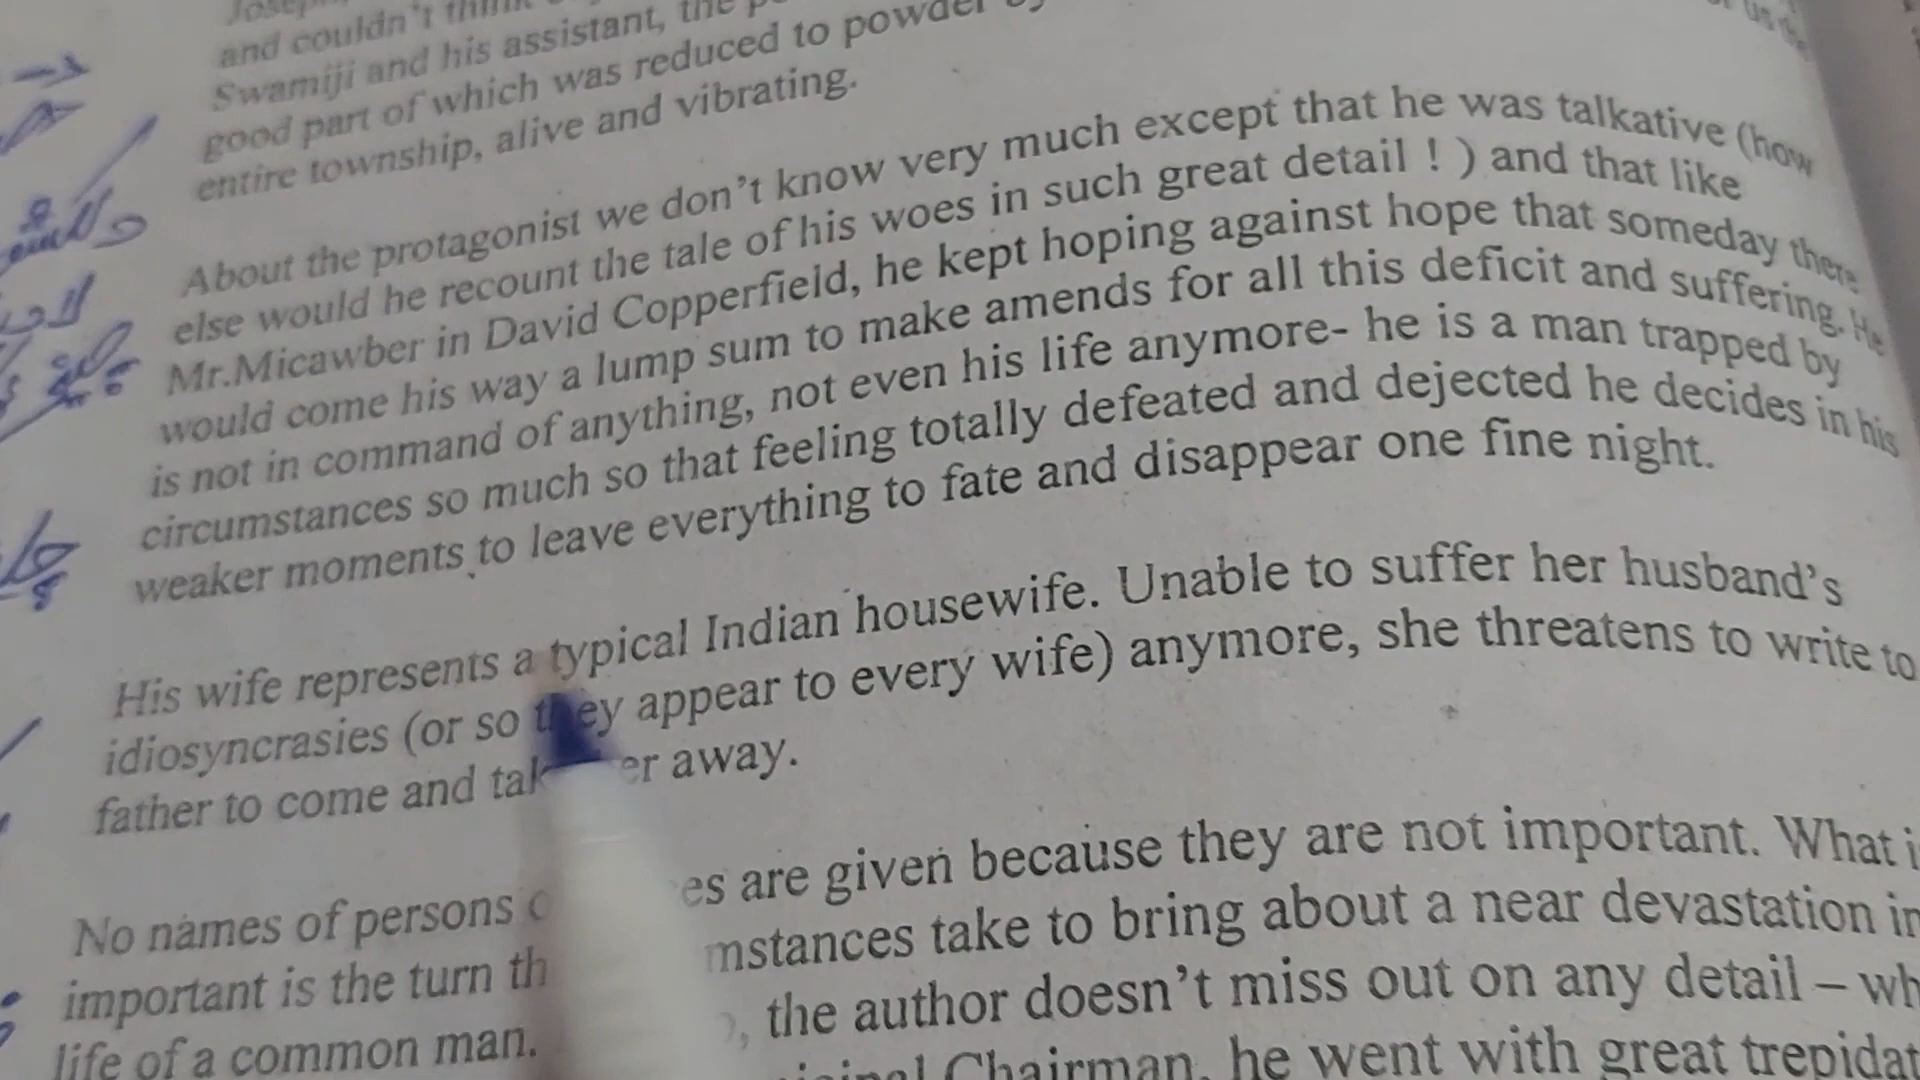 and couldn't think
Swamiji and his assistant, the
good part of which was reduced to powder
entire township, alive and vibrating.
About the protagonist we don't know very much except that he was talkative (how
else would he recount the tale of his woes in such great detail ! ) and that like
Mr.Micawber in David Copperfield, he kept hoping against hope that someday there
would come his way a lump sum to make amends for all this deficit and suffering. He
is not in command of anything, not even his life anymore- he is a man trapped by
circumstances so much so that feeling totally defeated and dejected he decides in his
weaker moments to leave everything to fate and disappear one fine night.
His wife represents a typical Indian housewife. Unable to suffer her husband's
idiosyncrasies (or so they appear to every wife) anymore, she threatens to write to
father to come and away.
No names of persons are given because they are not important. What
important is the turn take to bring about a near devastation in
life of a common man. the author doesn't miss out on any detail –
Chairman, he went with great